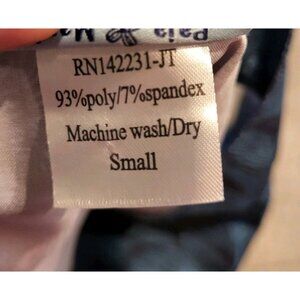 RN142231-JT
93%poly/7%spandex
Machine wash/Dry
Small